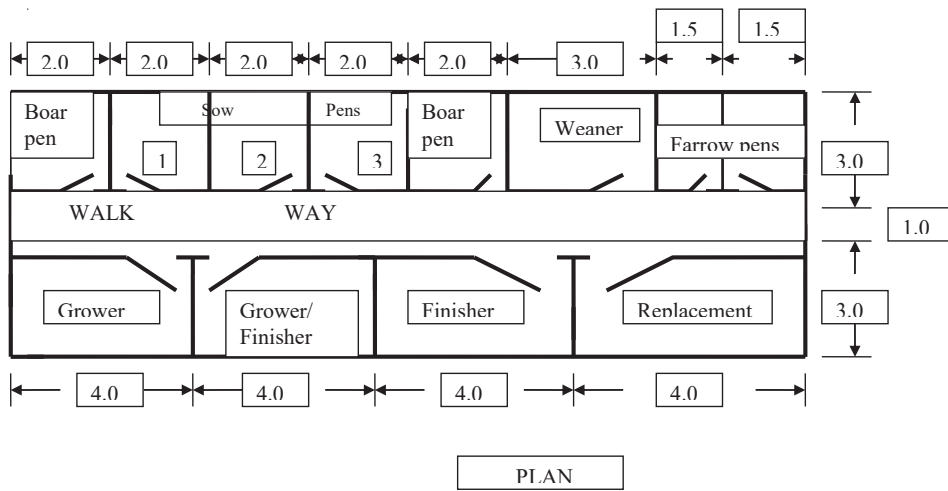 1.5 1.5
2.0 2.0 2.0 2.0 2.0 3.0
Boar pen
Sow Pens
Boar pen
Weaner
Farrow pens
1 2 3
3.0
WALK WAY
1.0
Grower
Grower/ Finisher
Finisher
Replacement
3.0
4.0 4.0 4.0 4.0
PLAN